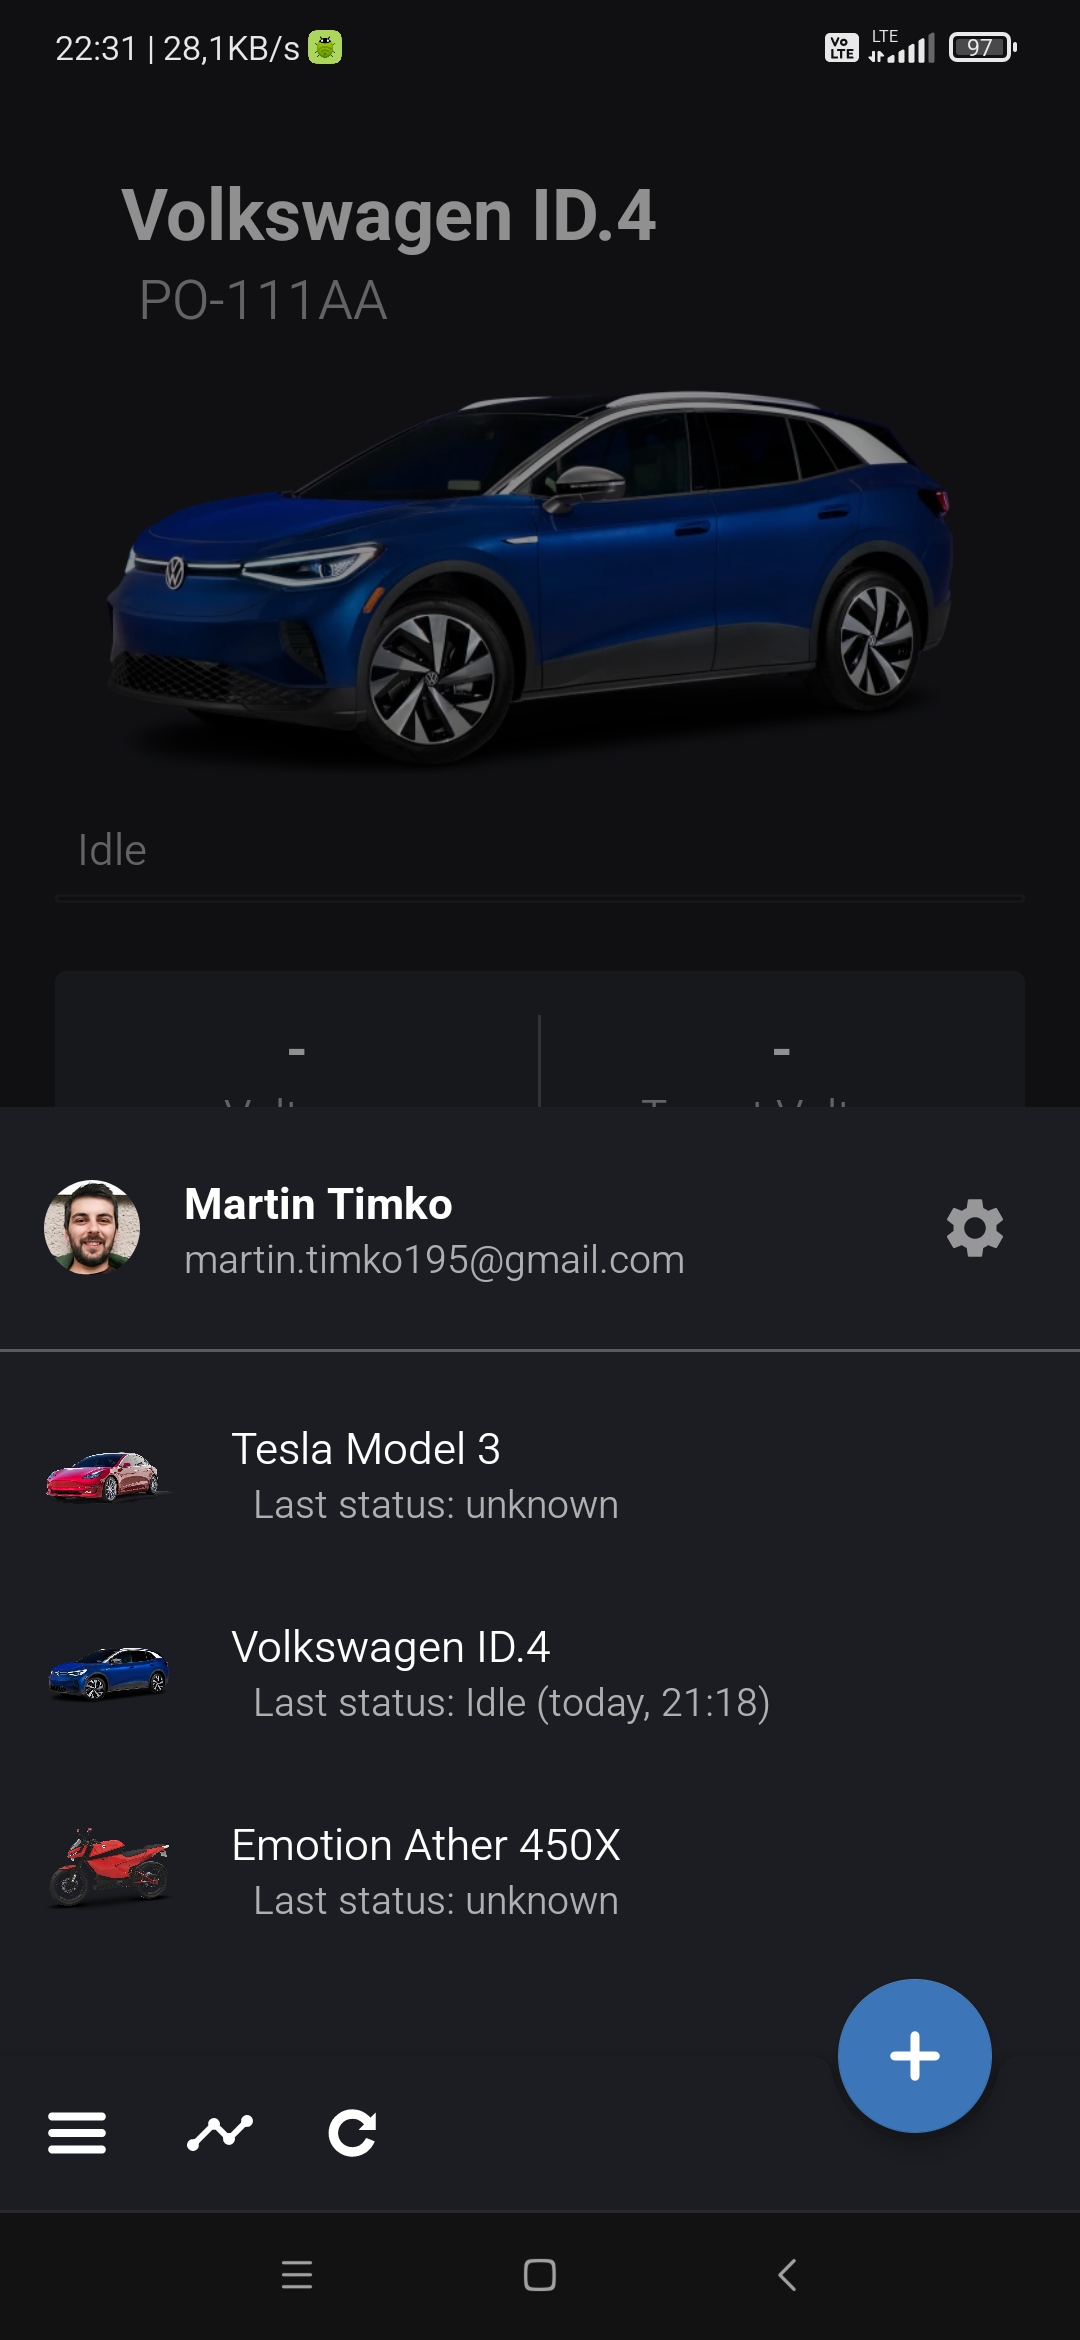 22:31 | 28,1KB/s
Vo LTE
LTE
97
Volkswagen ID.4
PO-111AA
Idle
- -
Martin Timko
martin.timko195@gmail.com
Tesla Model 3
Last status: unknown
Volkswagen ID.4
Last status: Idle (today, 21:18)
Emotion Ather 450X
Last status: unknown